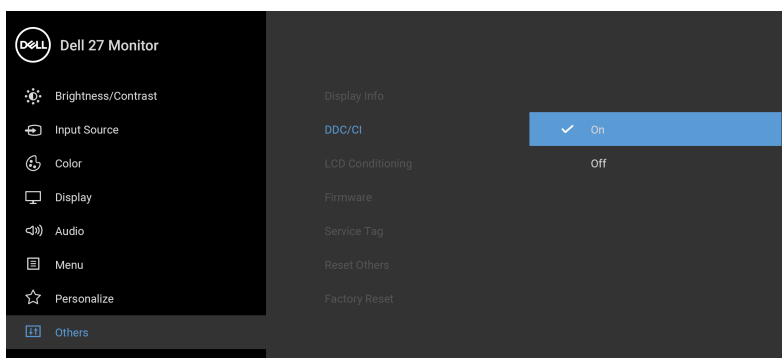 DELL
Dell 27 Monitor
Brightness/Contrast
Input Source
Color
Display
Audio
Menu
Personalize
Others
Display Info
DDC/CI
LCD Conditioning
Firmware
Service Tag
Reset Others
Factory Reset
On
Off